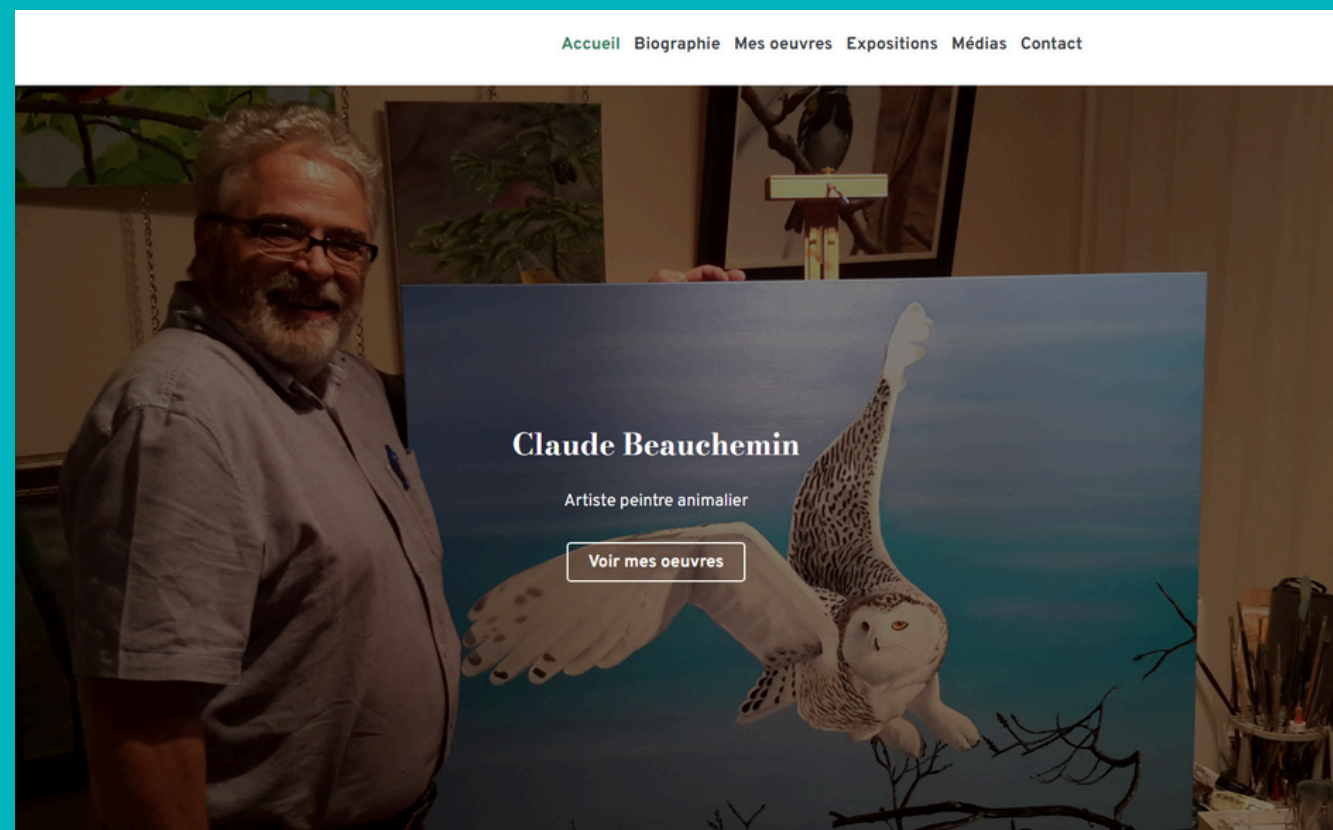 Accueil Biographie Mes oeuvres Expositions Médias Contact
Claude Beauchemin
Artiste peintre animalier
Voir mes oeuvres